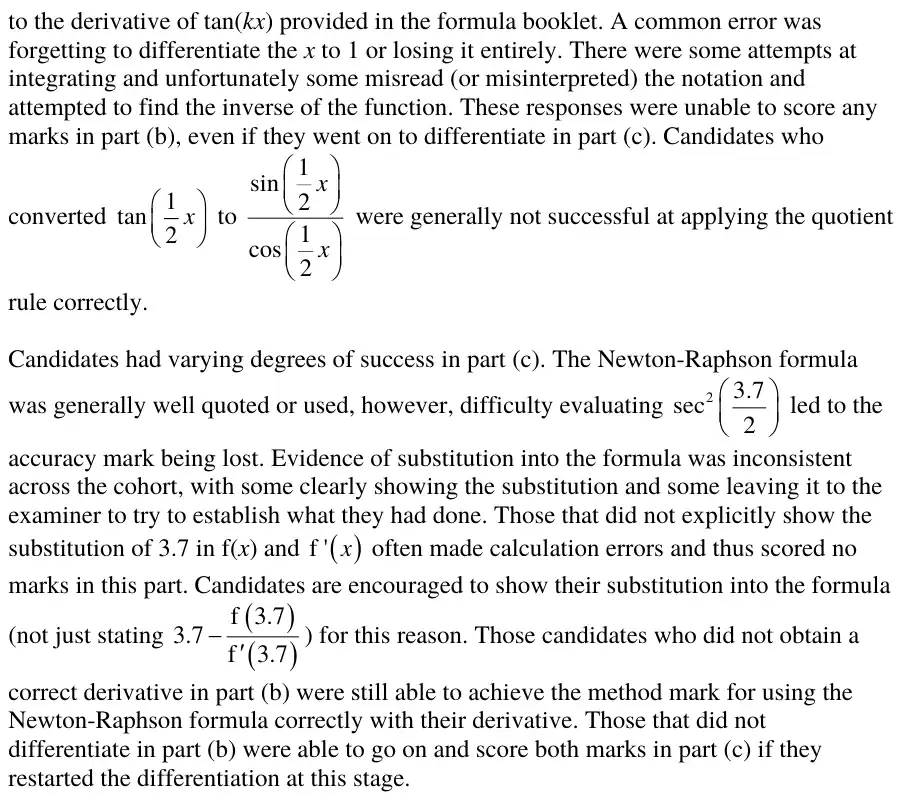 to the derivative of tan(kx) provided in the formula booklet. A common error was
forgetting to differentiate the x to 1 or losing it entirely. There were some attempts at
integrating and unfortunately some misread (or misinterpreted) the notation and
attempted to find the inverse of the function. These responses were unable to score any
marks in part (b), even if they went on to differentiate in part (c). Candidates who
converted tan(1/2 x) to sin(1/2 x)/cos(1/2 x) were generally not successful at applying the quotient
rule correctly.
Candidates had varying degrees of success in part (c). The Newton-Raphson formula
was generally well quoted or used, however, difficulty evaluating sec²(3.7/2) led to the
accuracy mark being lost. Evidence of substitution into the formula was inconsistent
across the cohort, with some clearly showing the substitution and some leaving it to the
examiner to try to establish what they had done. Those that did not explicitly show the
substitution of 3.7 in f(x) and f '(x) often made calculation errors and thus scored no
marks in this part. Candidates are encouraged to show their substitution into the formula
(not just stating 3.7 − f(3.7)/f′(3.7)) for this reason. Those candidates who did not obtain a
correct derivative in part (b) were still able to achieve the method mark for using the
Newton-Raphson formula correctly with their derivative. Those that did not
differentiate in part (b) were able to go on and score both marks in part (c) if they
restarted the differentiation at this stage.